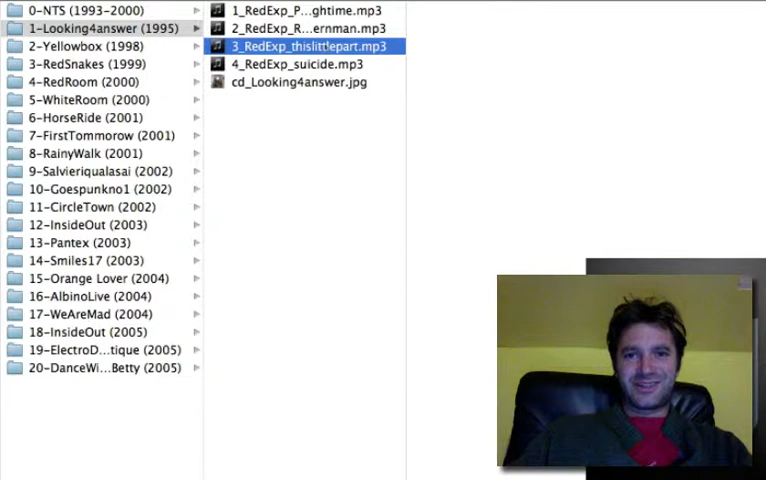 0-NTS (1993-2000)
1-Looking4answer (1995)
2-Yellowbox (1998)
3-RedSnakes (1999)
4-RedRoom (2000)
5-WhiteRoom (2000)
6-HorseRide (2001)
7-FirstTommorow (2001)
8-RainyWalk (2001)
9-Salvieriqualasai (2002)
10-Goespunkno1 (2002)
11-CircleTown (2002)
12-InsideOut (2003)
13-Pantex (2003)
14-Smiles17 (2003)
15-Orange Lover (2004)
16-AlbinoLive (2004)
17-WeAreMad (2004)
18-InsideOut (2005)
19-ElectroD...tique (2005)
20-DanceWi...Betty (2005)
1_RedExp_P...ghtime.mp3
2_RedExp_R...ernman.mp3
3_RedExp_thislittlepart.mp3
4_RedExp_suicide.mp3
cd_Looking4answer.jpg